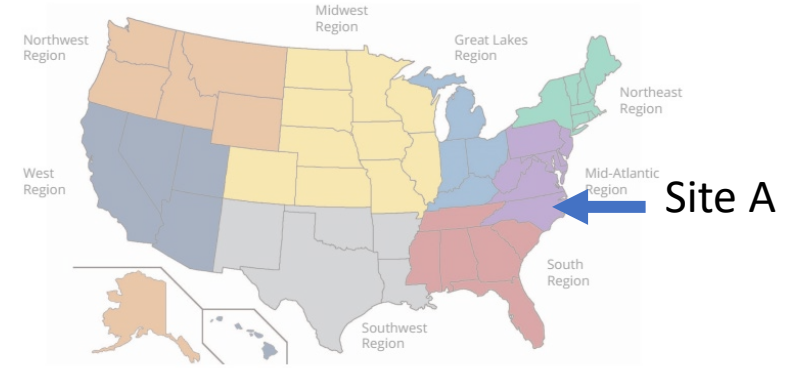 Midwest
Region
Northwest
Region
Great Lakes
Region
Northeast
Region
West
Region
Mid-Atlantic
Region
Site A
South
Region
Southwest
Region